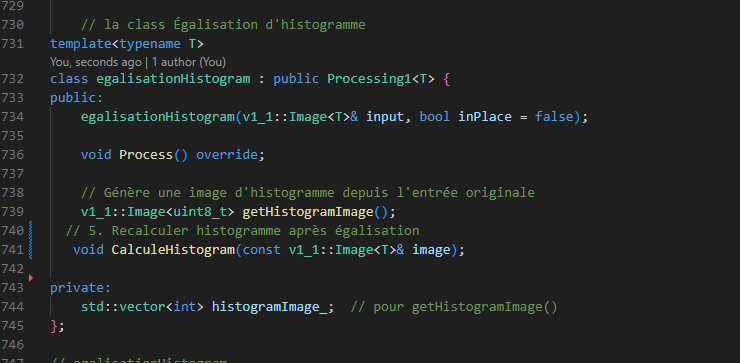 729
730 // la class Égalisation d'histogramme
731 template<typename T>
You, seconds ago | 1 author (You)
732 class egalisationHistogram : public Processing1<T> {
733 public:
734 egalisationHistogram(v1_1::Image<T>& input, bool inPlace = false);
735
736 void Process() override;
737
738 // Génère une image d'histogramme depuis l'entrée originale
739 v1_1::Image<uint8_t> getHistogramImage();
740 // 5. Recalculer histogramme après égalisation
741 void CalculeHistogram(const v1_1::Image<T>& image);
742
743 private:
744 std::vector<int> histogramImage_; // pour getHistogramImage()
745 };
746
747 // egalisationHistogram